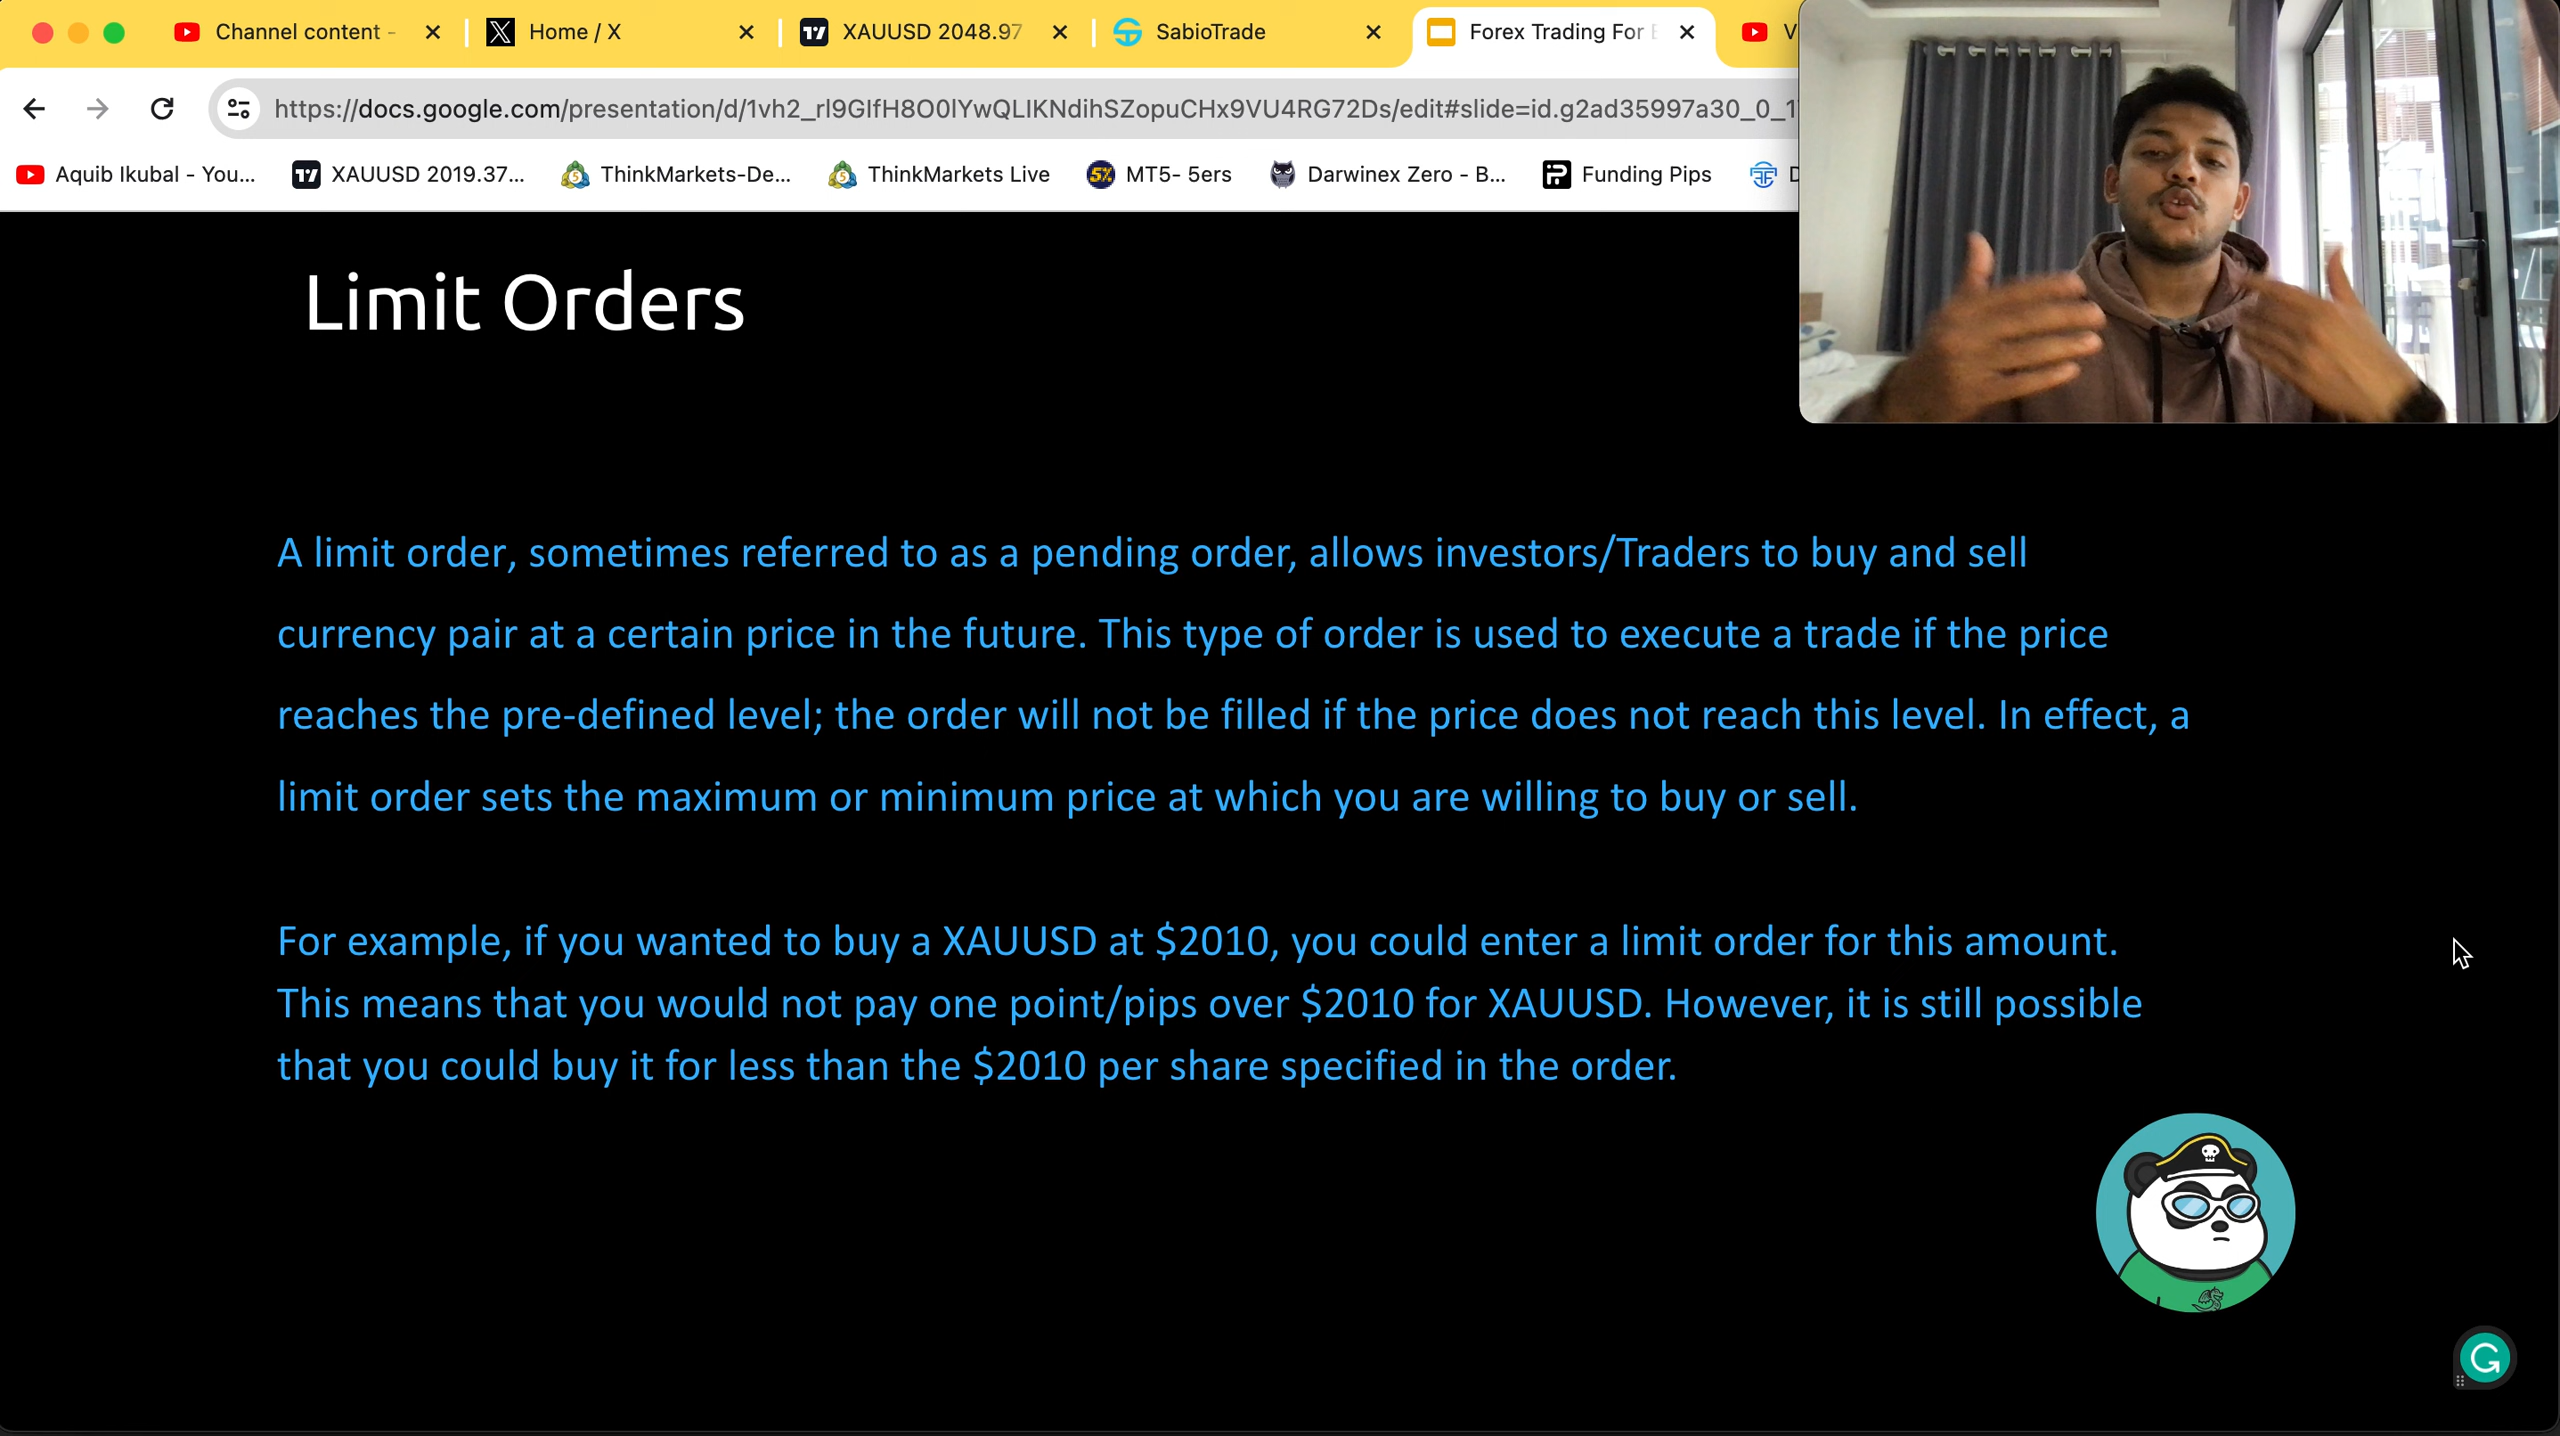 Channel content -
Home / X
XAUUSD 2048.97
SabioTrade
Forex Trading For
https://docs.google.com/presentation/d/1vh2_rl9GIfH8O0lYwQLIKNdihSZopuCHx9VU4RG72Ds/edit#slide=id.g2ad35997a30_0_1
Aquib Ikubal - You...
XAUUSD 2019.37...
ThinkMarkets-De...
ThinkMarkets Live
MT5- 5ers
Darwinex Zero - B...
Funding Pips
Limit Orders
A limit order, sometimes referred to as a pending order, allows investors/Traders to buy and sell
currency pair at a certain price in the future. This type of order is used to execute a trade if the price
reaches the pre-defined level; the order will not be filled if the price does not reach this level. In effect, a
limit order sets the maximum or minimum price at which you are willing to buy or sell.
For example, if you wanted to buy a XAUUSD at $2010, you could enter a limit order for this amount.
This means that you would not pay one point/pips over $2010 for XAUUSD. However, it is still possible
that you could buy it for less than the $2010 per share specified in the order.